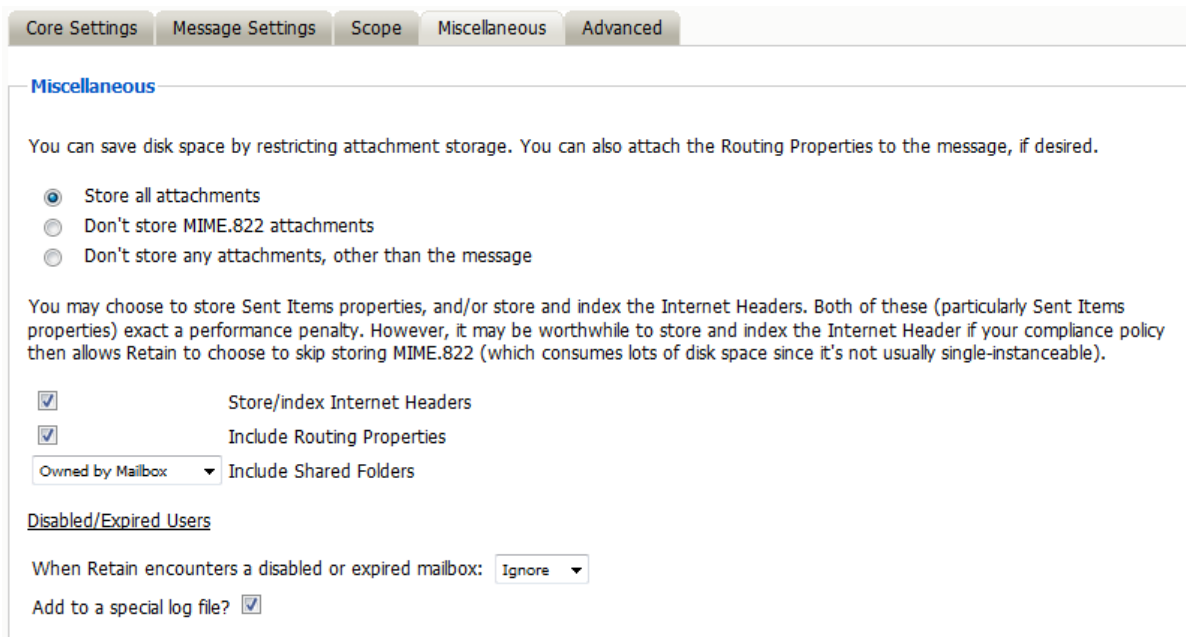 Core Settings Message Settings Scope Miscellaneous Advanced
Miscellaneous
You can save disk space by restricting attachment storage. You can also attach the Routing Properties to the message, if desired.
Store all attachments
Don't store MIME.822 attachments
Don't store any attachments, other than the message
You may choose to store Sent Items properties, and/or store and index the Internet Headers. Both of these (particularly Sent Items
properties) exact a performance penalty. However, it may be worthwhile to store and index the Internet Header if your compliance policy
then allows Retain to choose to skip storing MIME.822 (which consumes lots of disk space since it's not usually single-instanceable).
Store/index Internet Headers
Include Routing Properties
Owned by Mailbox Include Shared Folders
Disabled/Expired Users
When Retain encounters a disabled or expired mailbox: Ignore
Add to a special log file?